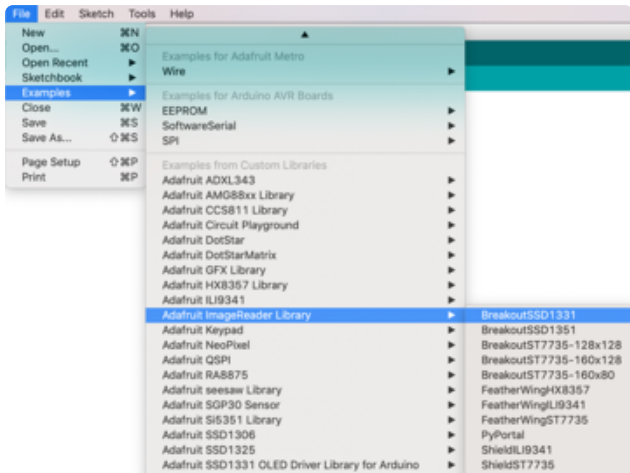 File Edit Sketch Tools Help
New ⌘N
Open... ⌘O
Open Recent ▶
Sketchbook ▶
Examples ▶
Close ⌘W
Save ⌘S
Save As... ⇧⌘S
Page Setup ⇧⌘P
Print ⌘P
▲
Examples for Adafruit Metro
Wire ▶
Examples for Arduino AVR Boards
EEPROM ▶
SoftwareSerial ▶
SPI ▶
Examples from Custom Libraries
Adafruit ADXL343 ▶
Adafruit AMG88xx Library ▶
Adafruit CCS811 Library ▶
Adafruit Circuit Playground ▶
Adafruit DotStar ▶
Adafruit DotStarMatrix ▶
Adafruit GFX Library ▶
Adafruit HX8357 Library ▶
Adafruit ILI9341 ▶
Adafruit ImageReader Library ▶
Adafruit Keypad ▶
Adafruit NeoPixel ▶
Adafruit QSPI ▶
Adafruit RA8875 ▶
Adafruit seesaw Library ▶
Adafruit SGP30 Sensor ▶
Adafruit Si5351 Library ▶
Adafruit SSD1306 ▶
Adafruit SSD1325 ▶
Adafruit SSD1331 OLED Driver Library for Arduino ▶
BreakoutSSD1331
BreakoutSSD1351
BreakoutST7735-128x128
BreakoutST7735-160x128
BreakoutST7735-160x80
FeatherWingHX8357
FeatherWingILI9341
FeatherWingST7735
PyPortal
ShieldILI9341
ShieldST7735